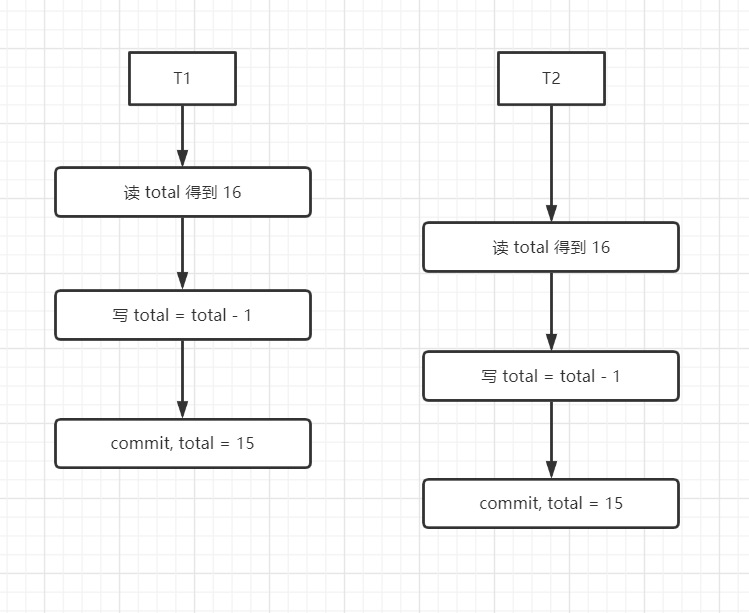 T1
T2
读 total 得到 16
读 total 得到 16
写 total = total - 1
写 total = total - 1
commit, total = 15
commit, total = 15